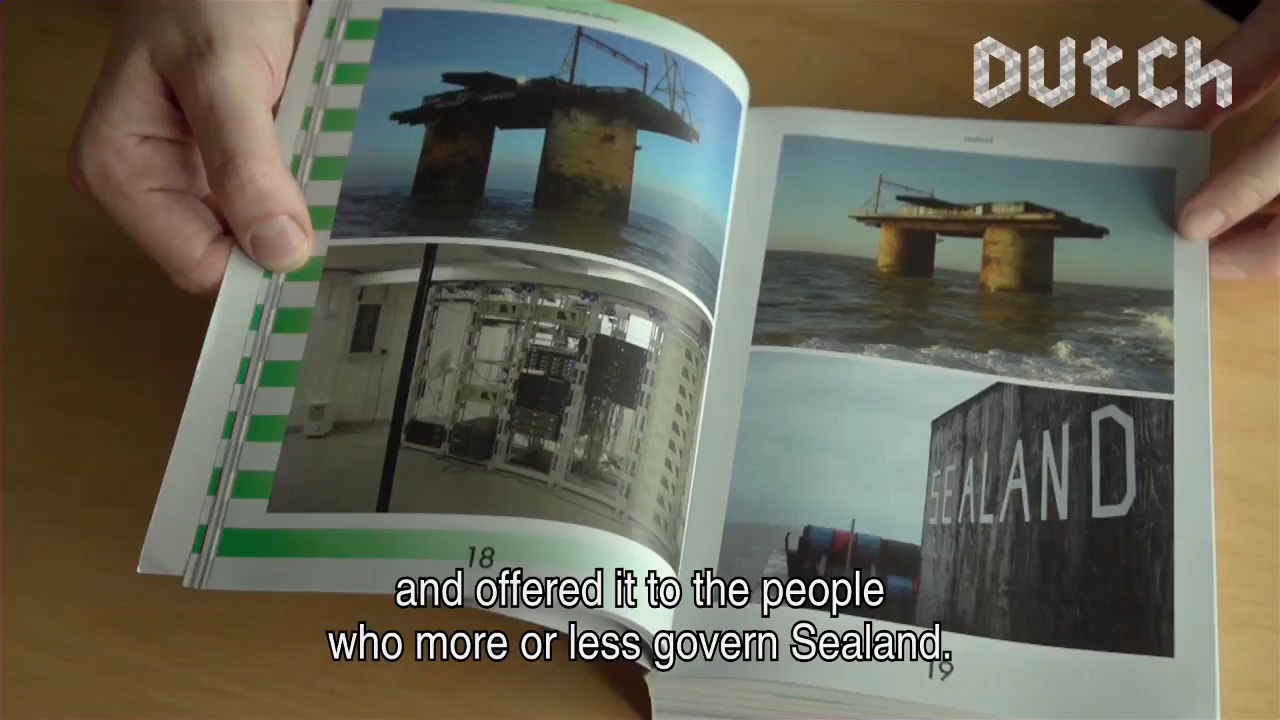 DUtCh
SEALAND
18
19
and offered it to the people
who more or less govern Sealand.